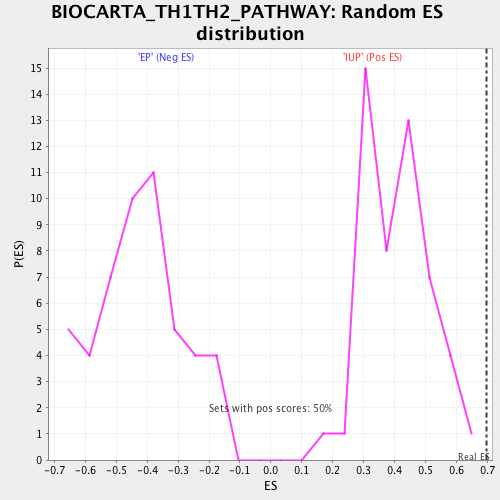 BIOCARTA_TH1TH2_PATHWAY: Random ES
distribution
'EP' (Neg ES)
'IUP' (Pos ES)
15
14
13
12
11
10
9
8
7
6
5
4
3
2
1
0
P(ES)
Sets with pos scores: 50%
Real ES
-0.7 -0.6 -0.5 -0.4 -0.3 -0.2 -0.1 0.0 0.1 0.2 0.3 0.4 0.5 0.6 0.7
ES